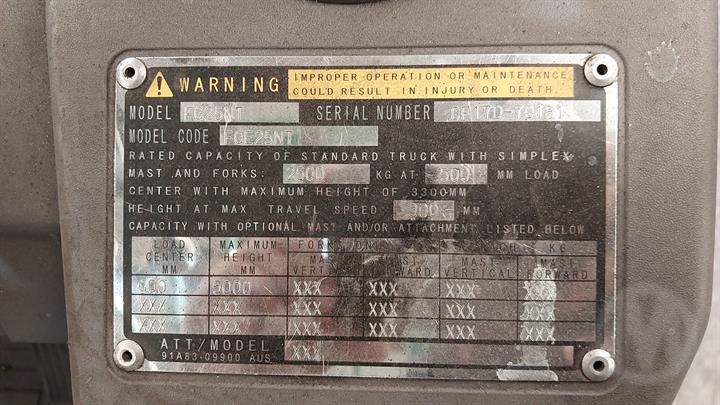 WARNING
IMPROPER OPERATION OR MAINTENANCE
COULD RESULT IN INJURY OR DEATH.
MODEL FG25NT SERIAL NUMBER
MODEL CODE FGE25NT
RATED CAPACITY OF STANDARD TRUCK WITH SIMPLEX
MAST AND FORKS: 2500 KG AT 500 MM LOAD
CENTER WITH MAXIMUM HEIGHT OF 3300MM
HEIGHT AT MAX TRAVEL SPEED 300 MM
CAPACITY WITH OPTIONAL MAST AND/OR ATTACHMENT LISTED BELOW
LOAD CENTER MM MAXIMUM HEIGHT MM FORKS KG
MAST VERTICAL MAST MAST VERTICAL MAST FORWARD
5000 XXX XXX XXX XXX
XXX XXX XXX XXX XXX XXX
XXX XXX XXX XXX XXX XXX
ATT/MODEL XXX
91A83-09900 AUS